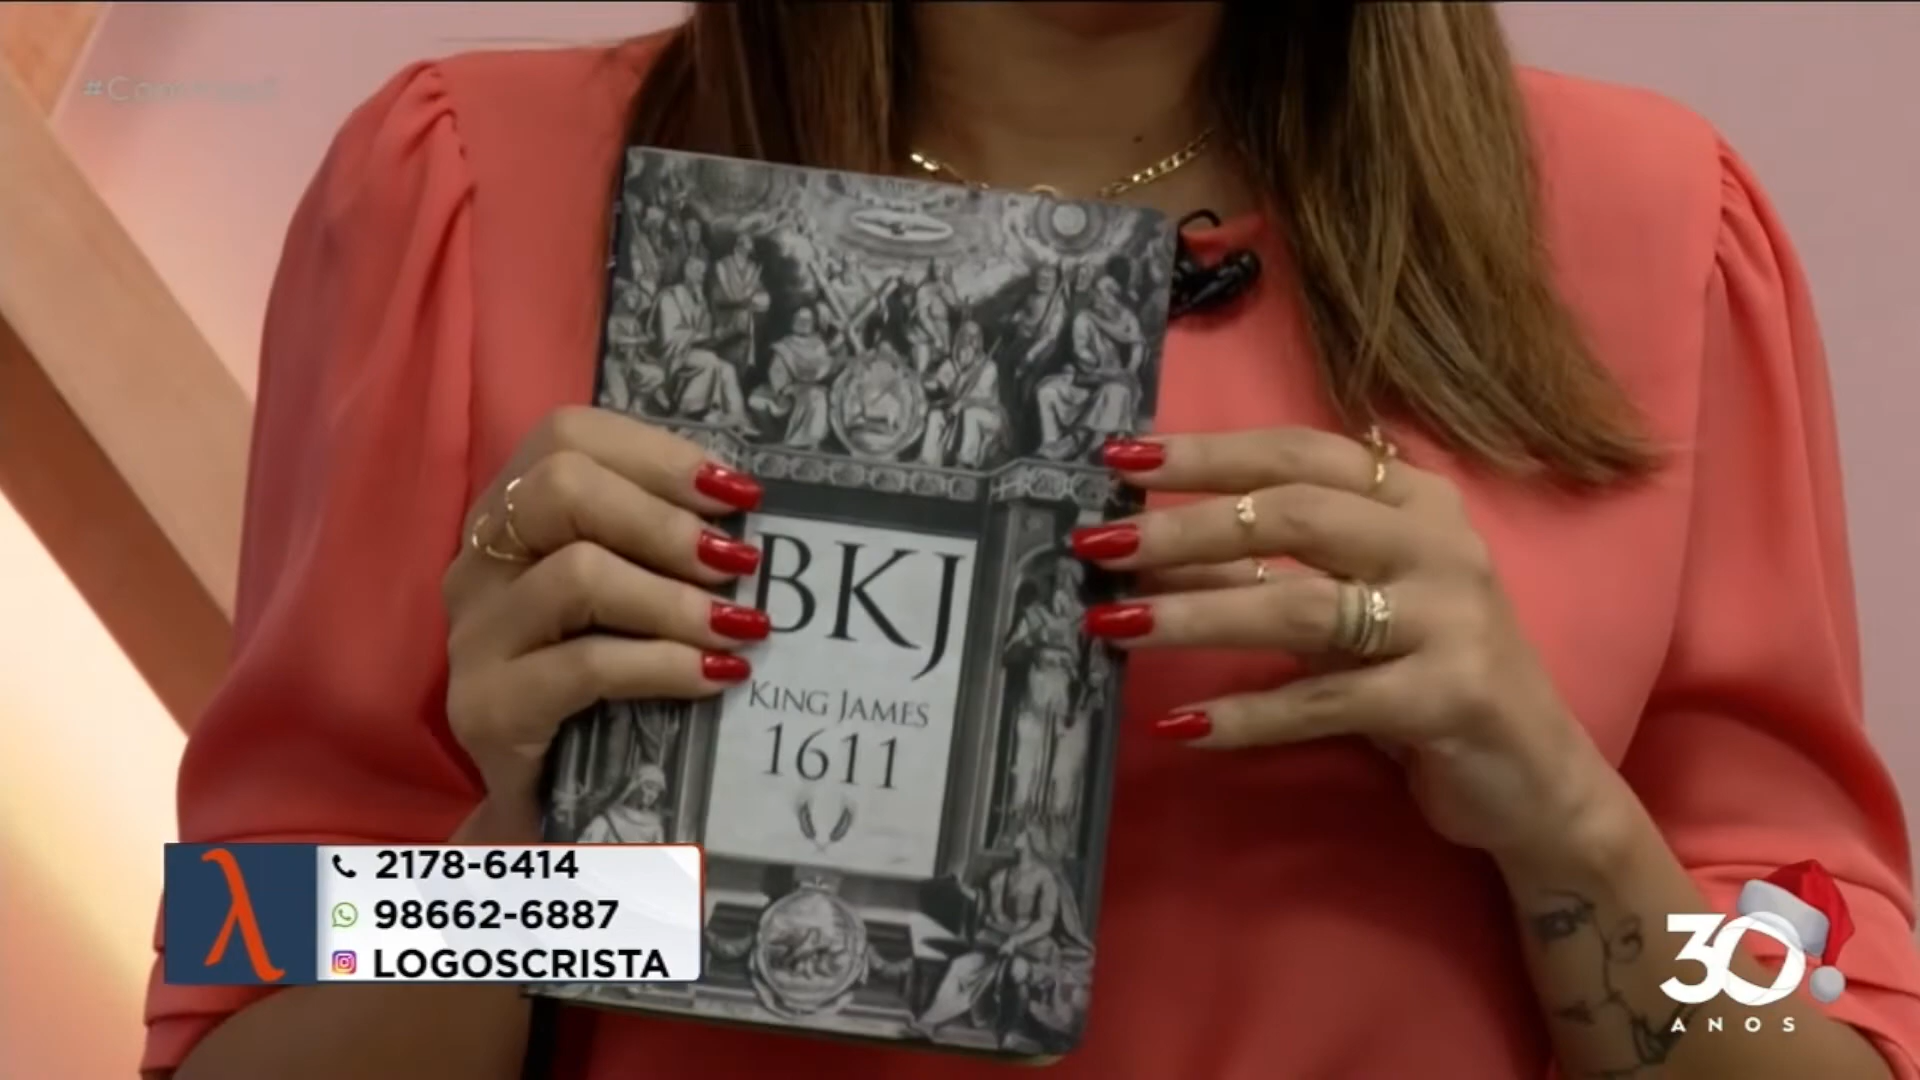 BKJ
KING JAMES
1611
2178-6414
98662-6887
LOGOSCRISTA
30
ANOS